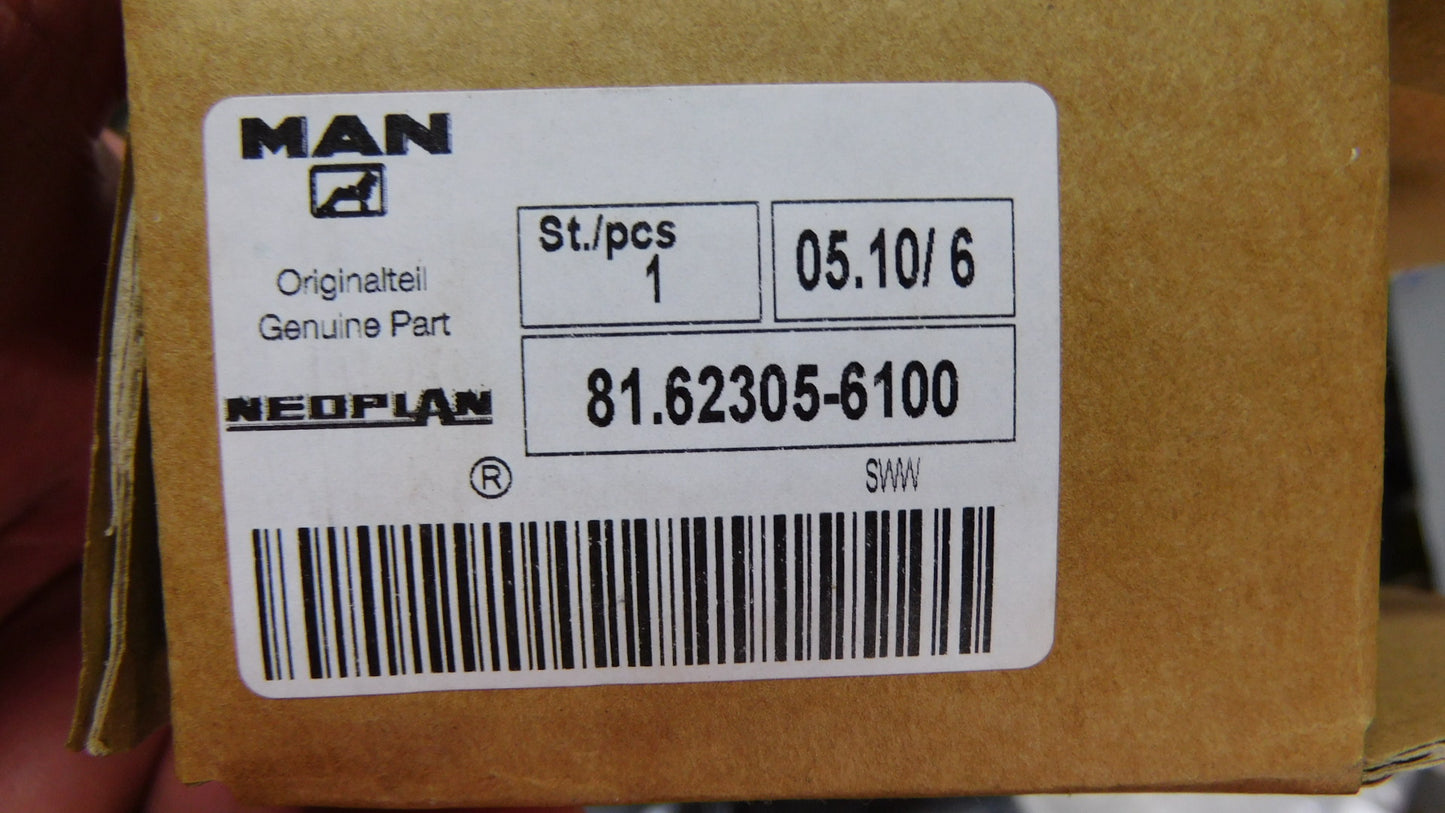 MAN
Originalteil
Genuine Part
NEOPLAN
®
St./pcs
1
05.10/ 6
81.62305-6100
SWW